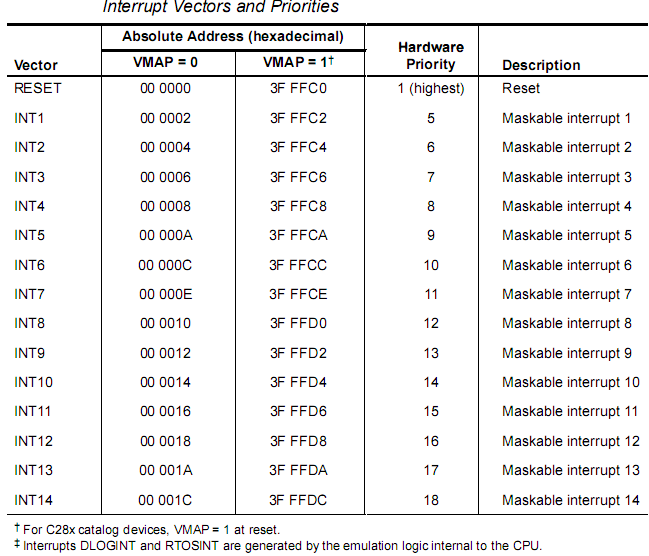 Interrupt Vectors and Priorities
Absolute Address (hexadecimal)
Vector VMAP = 0 VMAP = 1† Hardware Priority Description
RESET 00 0000 3F FFC0 1 (highest) Reset
INT1 00 0002 3F FFC2 5 Maskable interrupt 1
INT2 00 0004 3F FFC4 6 Maskable interrupt 2
INT3 00 0006 3F FFC6 7 Maskable interrupt 3
INT4 00 0008 3F FFC8 8 Maskable interrupt 4
INT5 00 000A 3F FFCA 9 Maskable interrupt 5
INT6 00 000C 3F FFCC 10 Maskable interrupt 6
INT7 00 000E 3F FFCE 11 Maskable interrupt 7
INT8 00 0010 3F FFD0 12 Maskable interrupt 8
INT9 00 0012 3F FFD2 13 Maskable interrupt 9
INT10 00 0014 3F FFD4 14 Maskable interrupt 10
INT11 00 0016 3F FFD6 15 Maskable interrupt 11
INT12 00 0018 3F FFD8 16 Maskable interrupt 12
INT13 00 001A 3F FFDA 17 Maskable interrupt 13
INT14 00 001C 3F FFDC 18 Maskable interrupt 14
† For C28x catalog devices, VMAP = 1 at reset.
‡ Interrupts DLOGINT and RTOSINT are generated by the emulation logic internal to the CPU.